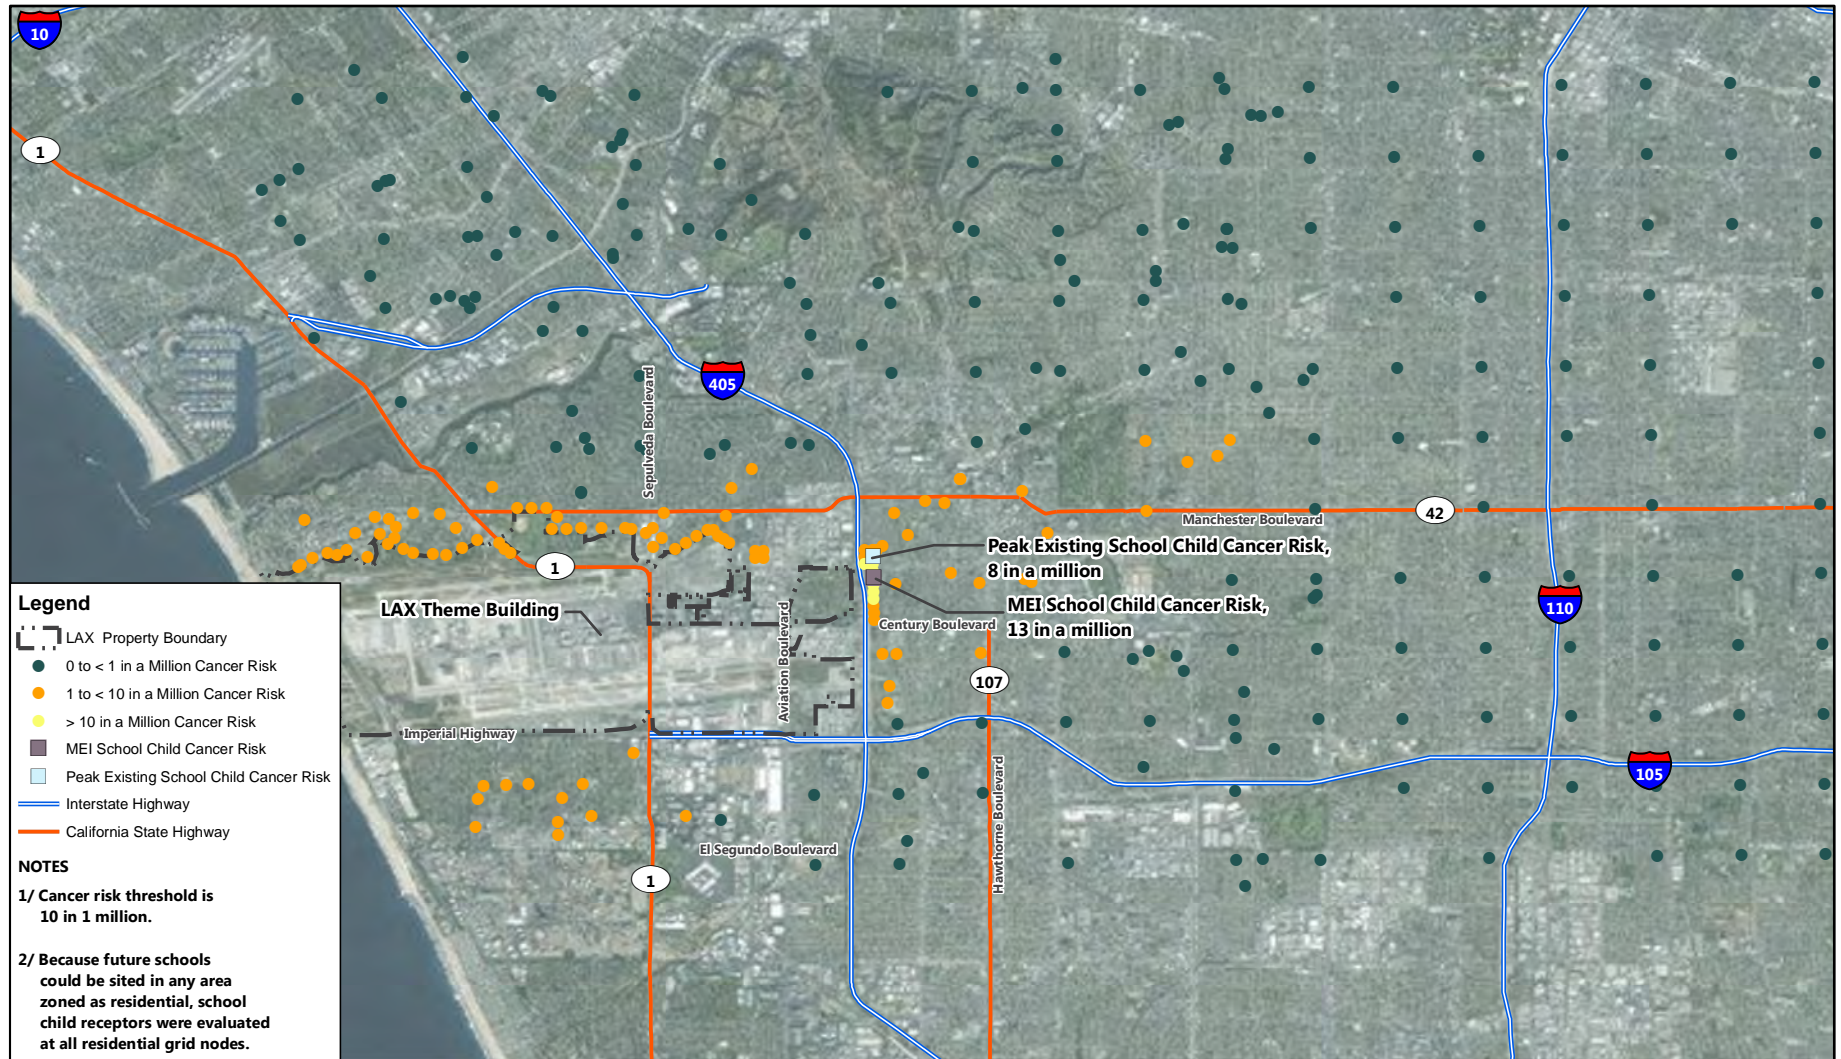 10
1
405
Sepulveda Boulevard
42
Manchester Boulevard
Peak Existing School Child Cancer Risk,
8 in a million
1
110
LAX Theme Building
MEI School Child Cancer Risk,
13 in a million
Century Boulevard
Aviation Boulevard
107
Imperial Highway
105
Hawthorne Boulevard
El Segundo Boulevard
1
Legend
LAX Property Boundary
0 to < 1 in a Million Cancer Risk
1 to < 10 in a Million Cancer Risk
> 10 in a Million Cancer Risk
MEI School Child Cancer Risk
Peak Existing School Child Cancer Risk
Interstate Highway
California State Highway
NOTES
1/ Cancer risk threshold is
10 in 1 million.
2/ Because future schools
could be sited in any area
zoned as residential, school
child receptors were evaluated
at all residential grid nodes.